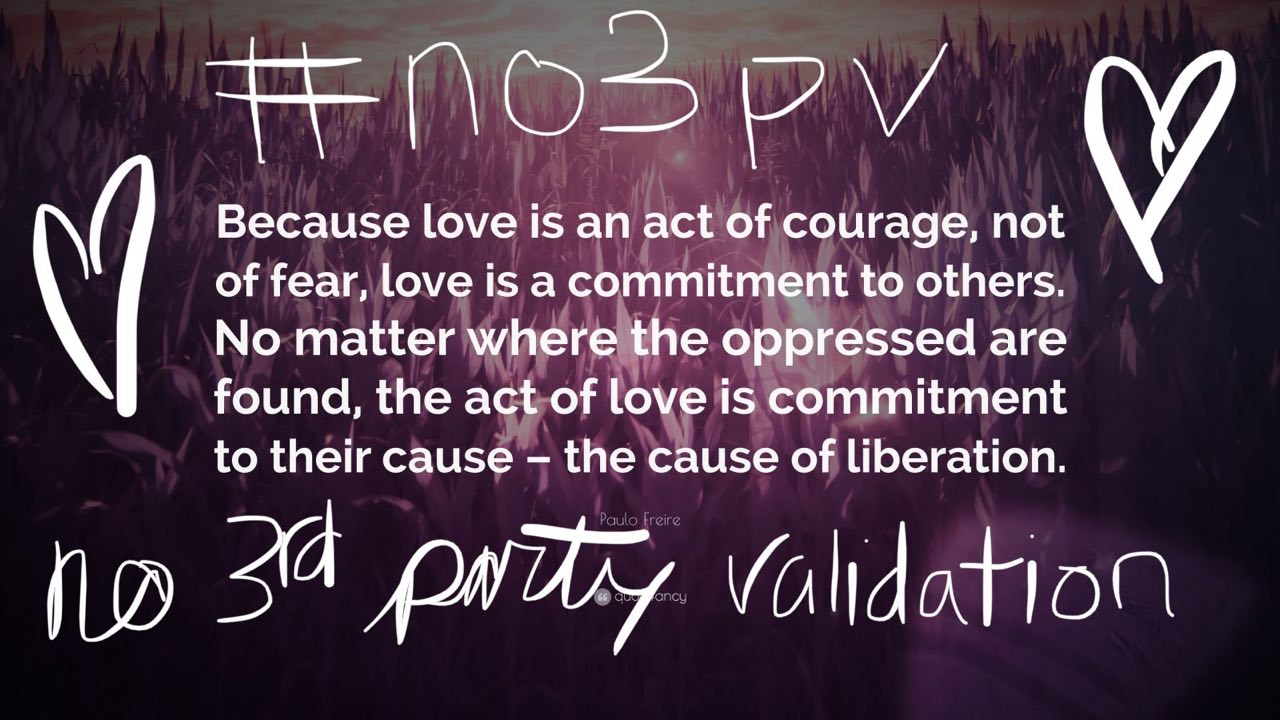 #no3pv
Because love is an act of courage, not
of fear, love is a commitment to others.
No matter where the oppressed are
found, the act of love is commitment
to their cause – the cause of liberation.
Paulo Freire
no 3rd party validation